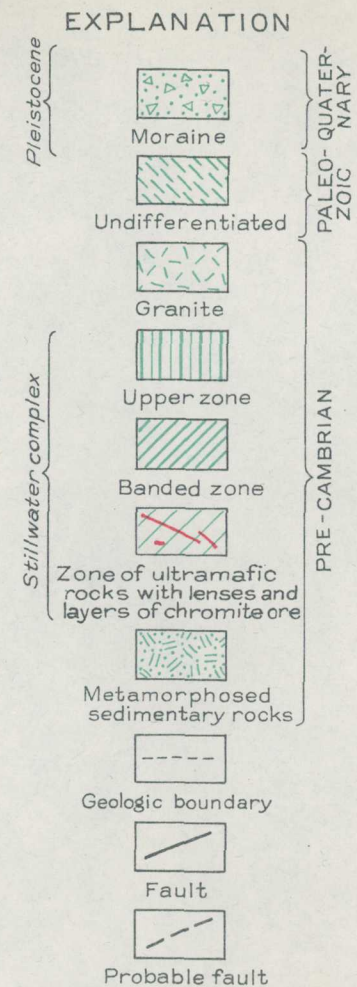 EXPLANATION
Pleistocene
QUATER-
NARY
Moraine
PALEO-
ZOIC
Undifferentiated
Granite
Stillwater complex
PRE-CAMBRIAN
Upper zone
Banded zone
Zone of ultramafic
rocks with lenses and
layers of chromite ore
Metamorphosed
sedimentary rocks
Geologic boundary
Fault
Probable fault